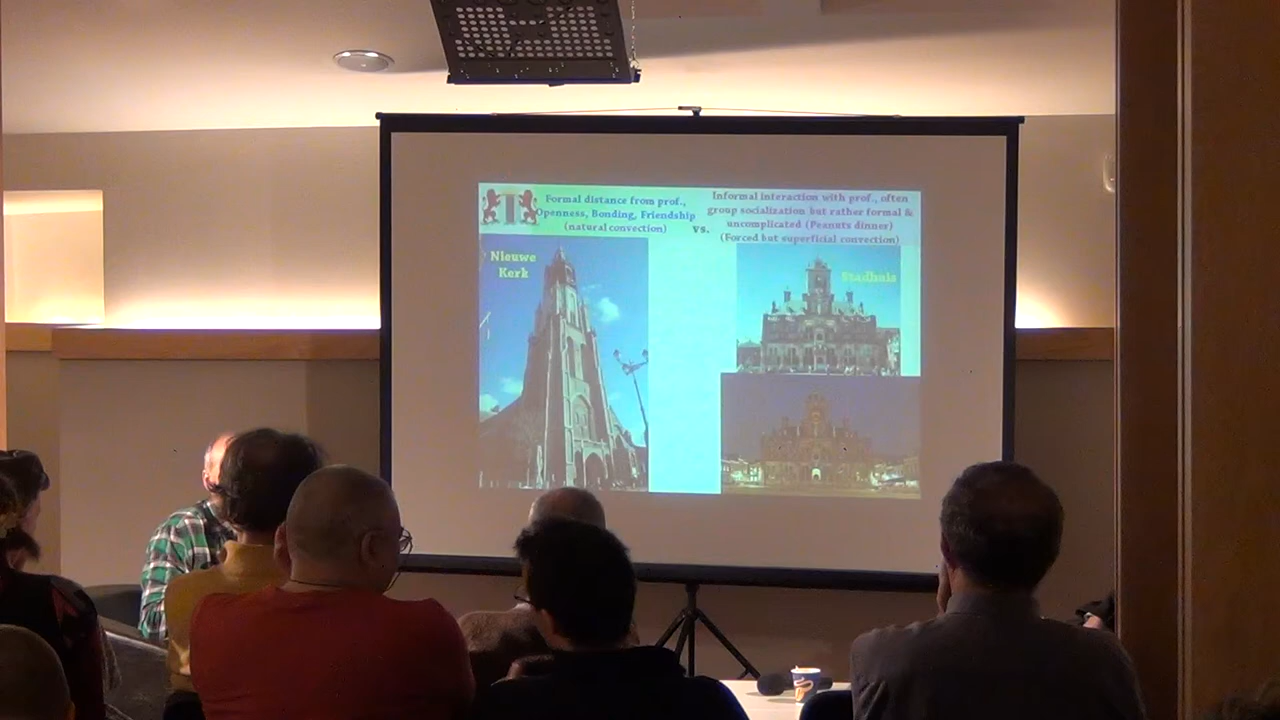 Formal distance from prof.,
Openness, Bonding, Friendship
(natural convection)
vs.
Informal interaction with prof., often
group socialization but rather formal &
uncomplicated (Peanuts dinner)
(Forced but superficial convection)
Nieuwe
Kerk
Stadhuis